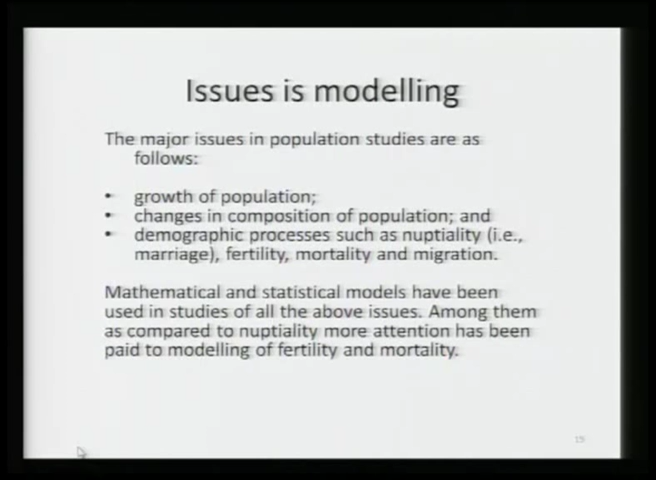 Issues is modelling
The major issues in population studies are as
follows:
• growth of population;
• changes in composition of population; and
• demographic processes such as nuptiality (i.e.,
marriage), fertility, mortality and migration.
Mathematical and statistical models have been
used in studies of all the above issues. Among them
as compared to nuptiality more attention has been
paid to modelling of fertility and mortality.